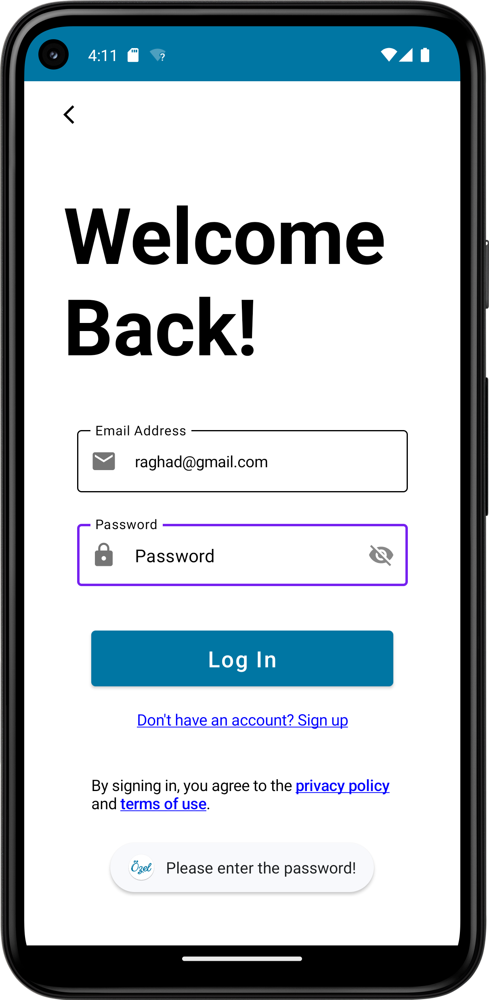 4:11
Welcome
Back!
Email Address
raghad@gmail.com
Password
Password
Log In
Don't have an account? Sign up
By signing in, you agree to the privacy policy
and terms of use.
Özel Please enter the password!